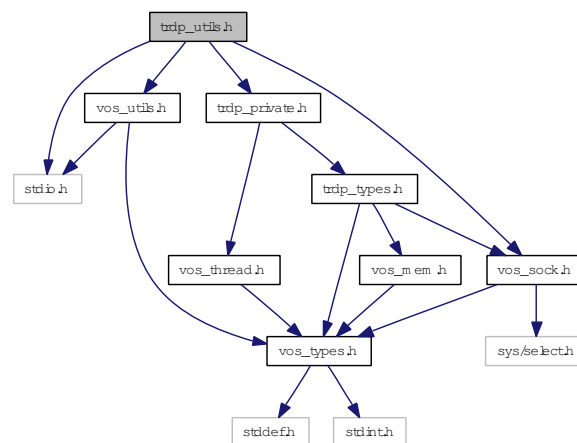 trdp_utils.h
vos_utils.h
trdp_private.h
stdio.h
trdp_types.h
vos_thread.h
vos_mem.h
vos_sock.h
vos_types.h
sys/select.h
stddef.h
stdint.h